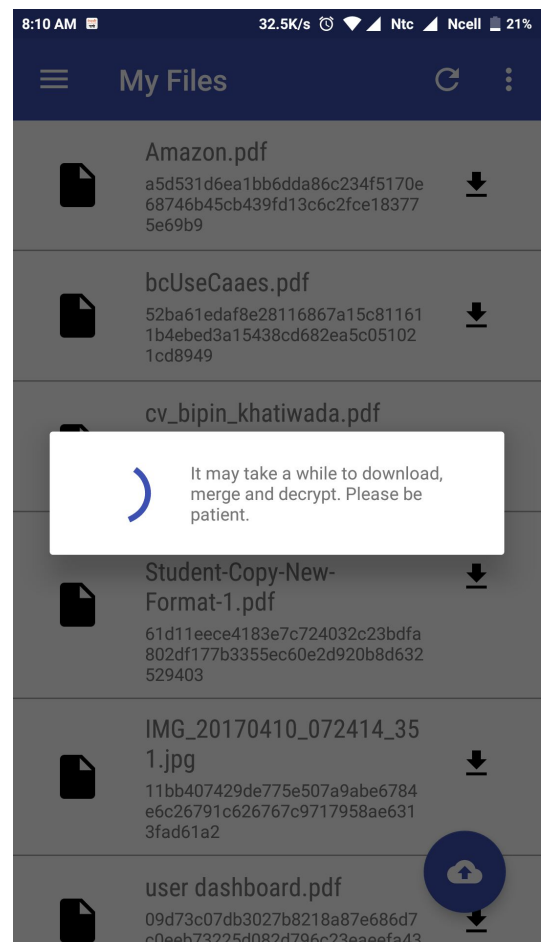 8:10 AM 32.5K/s Ntc Ncell 21%
My Files
Amazon.pdf
a5d531d6ea1bb6dda86c234f5170e
68746b45cb439fd13c6c2fce18377
5e69b9
bcUseCaaes.pdf
52ba61edaf8e28116867a15c81161
1b4ebed3a15438cd682ea5c05102
1cd8949
cv_bipin_khatiwada.pdf
It may take a while to download,
merge and decrypt. Please be
patient.
Student-Copy-New-
Format-1.pdf
61d11eece4183e7c724032c23bdfa
802df177b3355ec60e2d920b8d632
529403
IMG_20170410_072414_35
1.jpg
11bb407429de775e507a9abe6784
e6c26791c626767c9717958ae631
3fad61a2
user dashboard.pdf
09d73c07db3027b8218a87e686d7
c0eeb73225d082d796c23eaeefa43